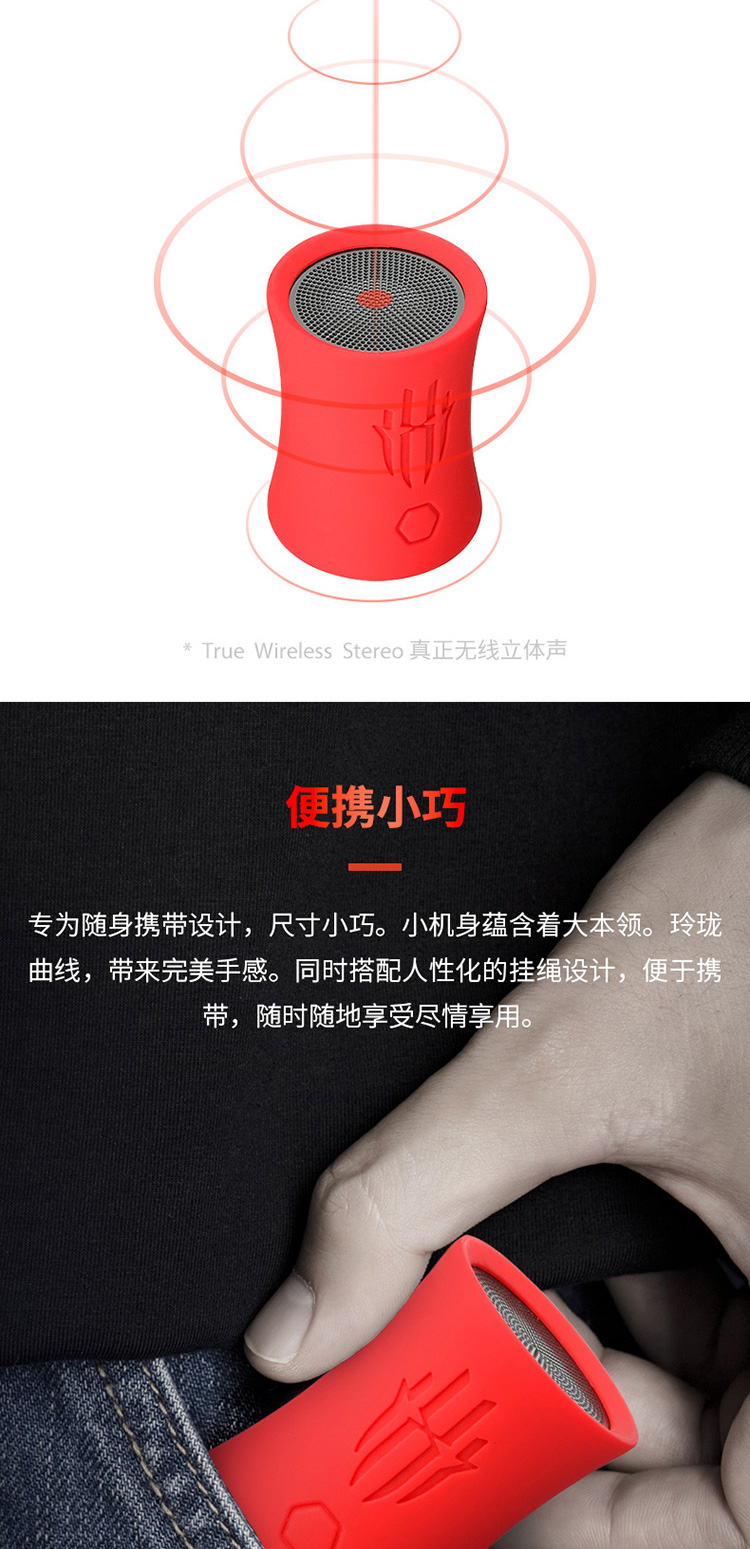 * True Wireless Stereo 真正无线立体声
便携小巧
专为随身携带设计，尺寸小巧。小机身蕴含着大本领。玲珑
曲线，带来完美手感。同时搭配人性化的挂绳设计，便于携
带，随时随地享受尽情享用。